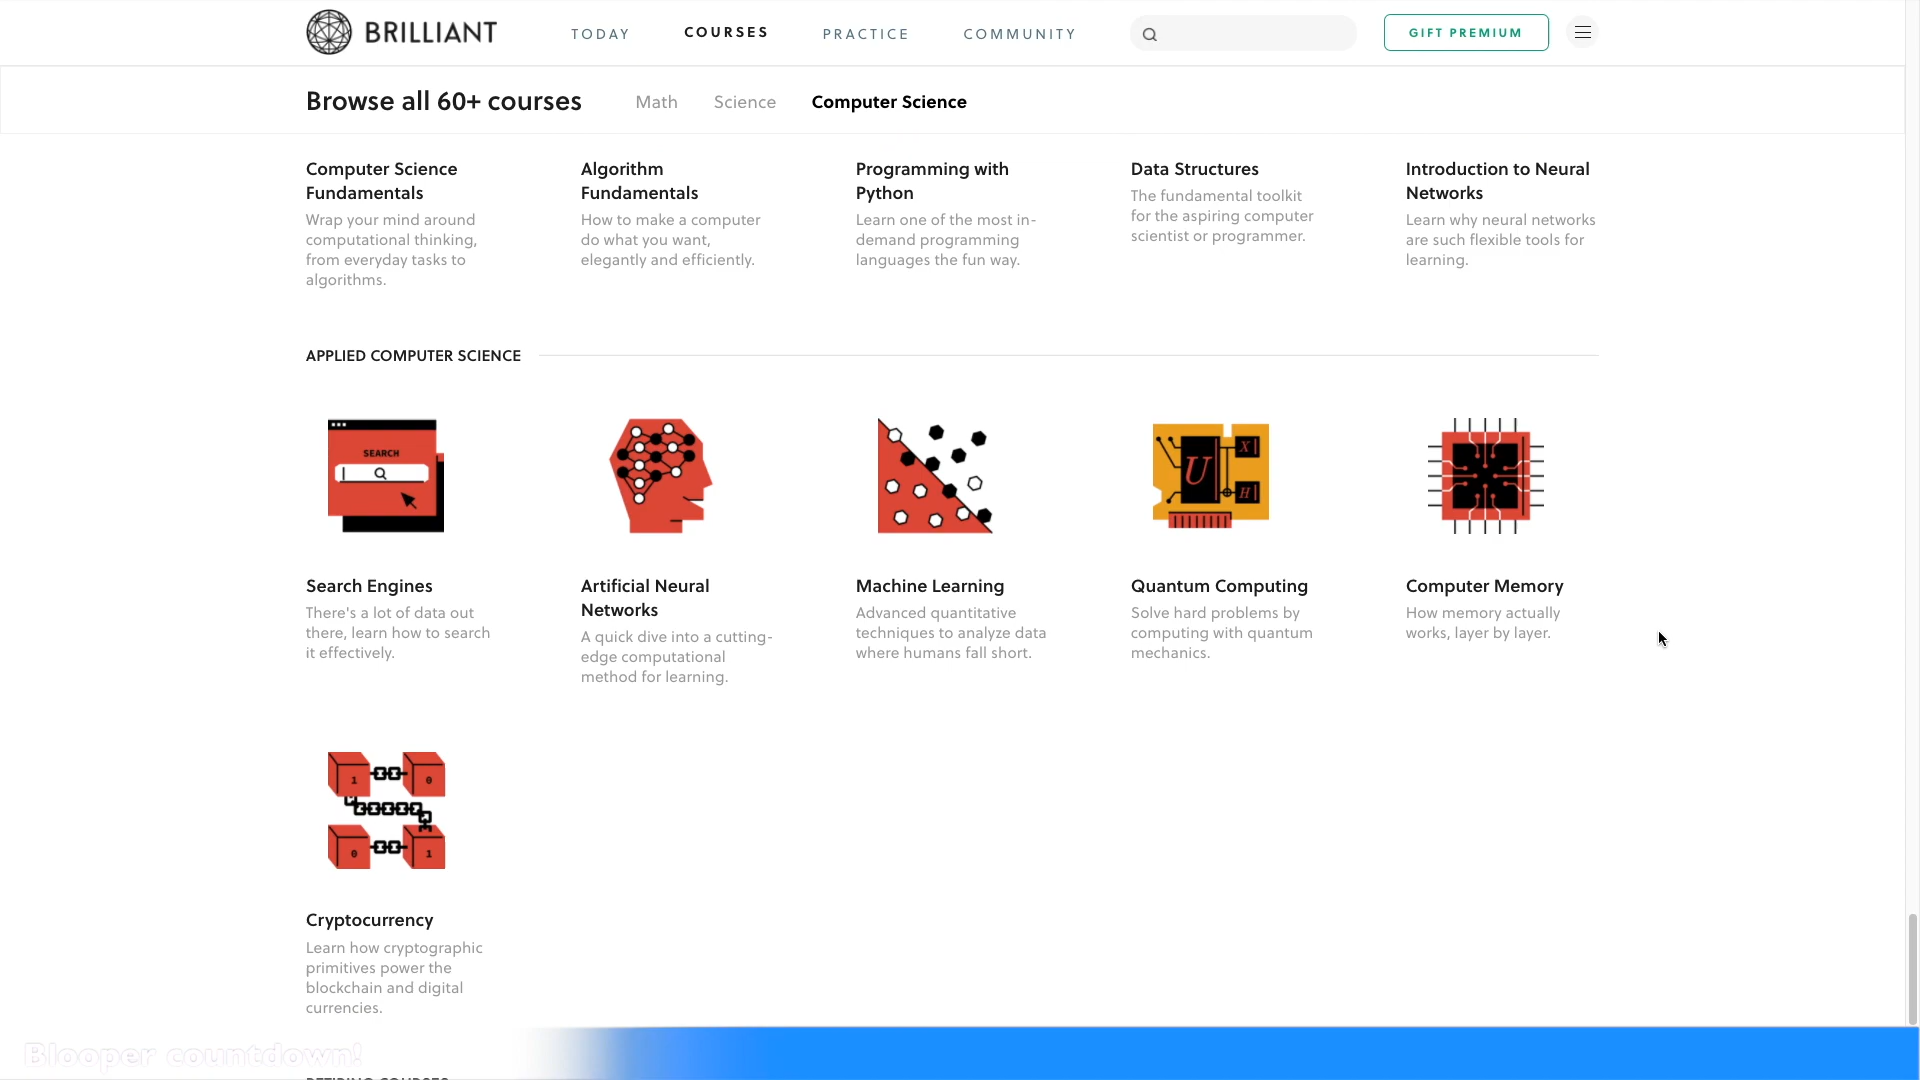 BRILLIANT
TODAY
COURSES
PRACTICE
COMMUNITY
GIFT PREMIUM
Browse all 60+ courses
Math
Science
Computer Science
Computer Science
Fundamentals
Wrap your mind around
computational thinking,
from everyday tasks to
algorithms.
Algorithm
Fundamentals
How to make a computer
do what you want,
elegantly and efficiently.
Programming with
Python
Learn one of the most in-
demand programming
languages the fun way.
Data Structures
The fundamental toolkit
for the aspiring computer
scientist or programmer.
Introduction to Neural
Networks
Learn why neural networks
are such flexible tools for
learning.
APPLIED COMPUTER SCIENCE
SEARCH
U
X
H
Search Engines
There's a lot of data out
there, learn how to search
it effectively.
Artificial Neural
Networks
A quick dive into a cutting-
edge computational
method for learning.
Machine Learning
Advanced quantitative
techniques to analyze data
where humans fall short.
Quantum Computing
Solve hard problems by
computing with quantum
mechanics.
Computer Memory
How memory actually
works, layer by layer.
1 0
0 1
Cryptocurrency
Learn how cryptographic
primitives power the
blockchain and digital
currencies.
Blooper countdown!
RETIRING COURSES